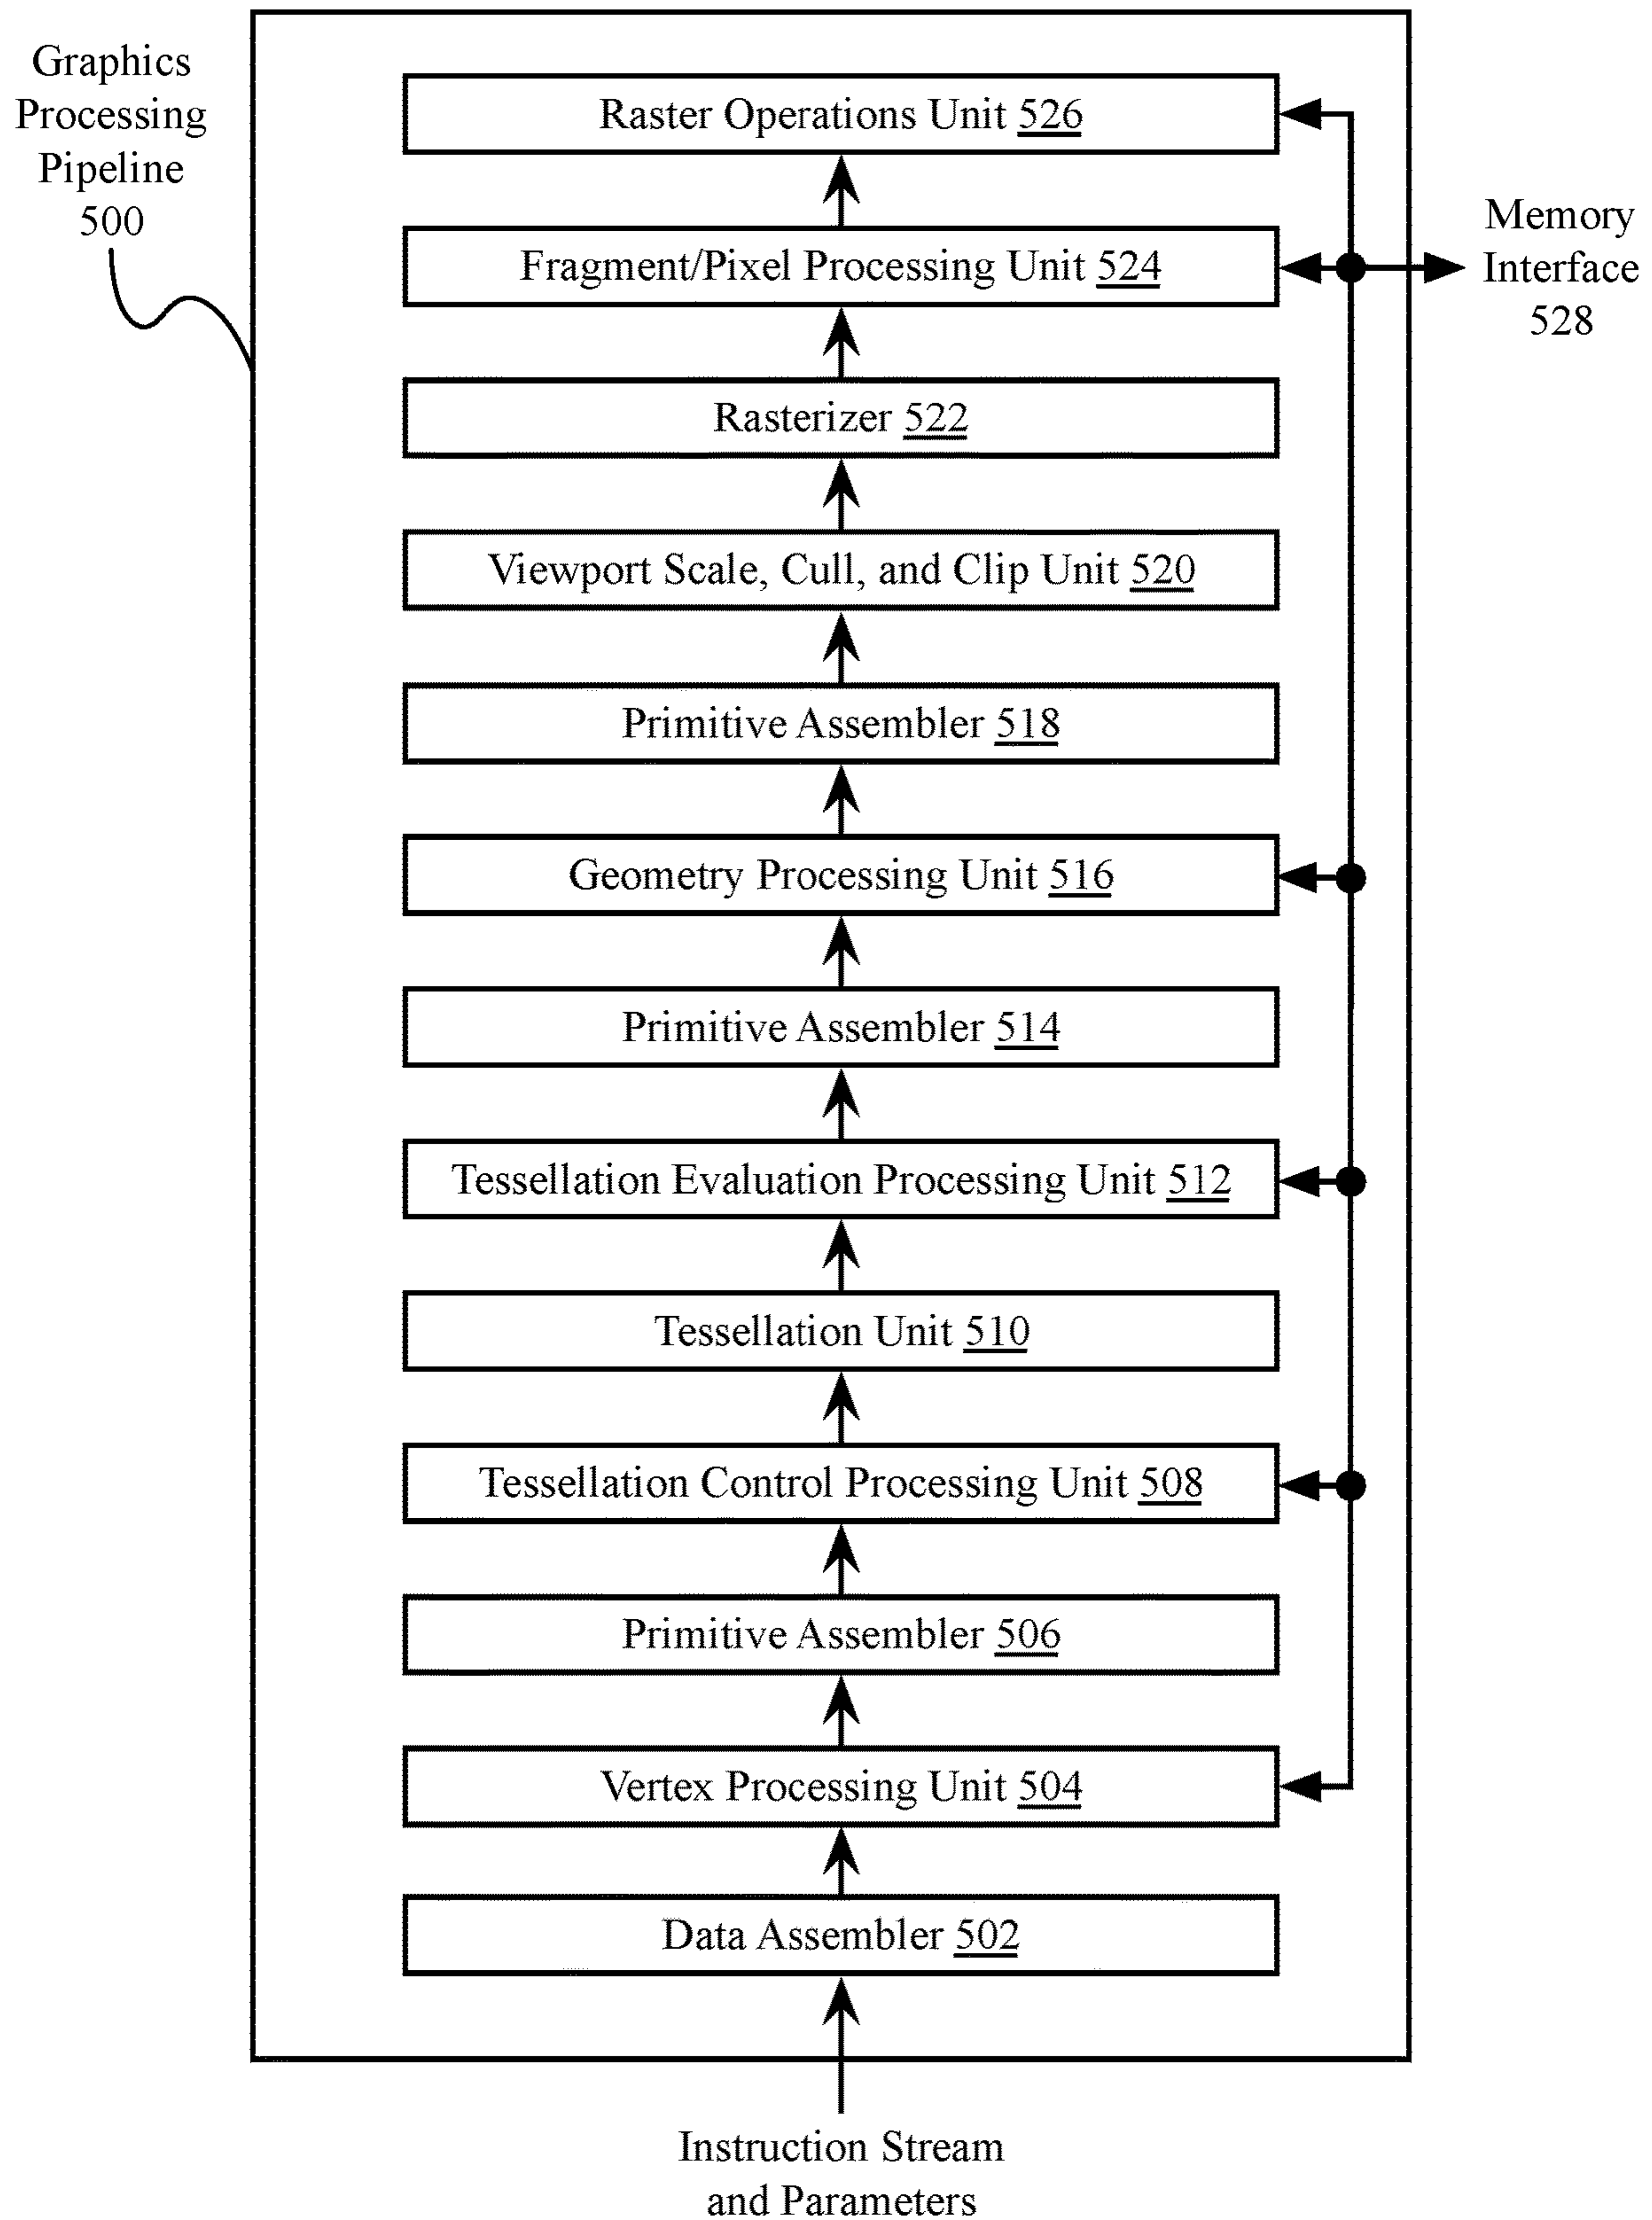 Graphics
Processing
Pipeline
500
Raster Operations Unit 526
Memory
Interface
528
Fragment/Pixel Processing Unit 524
Rasterizer 522
Viewport Scale, Cull, and Clip Unit 520
Primitive Assembler 518
Geometry Processing Unit 516
Primitive Assembler 514
Tessellation Evaluation Processing Unit 512
Tessellation Unit 510
Tessellation Control Processing Unit 508
Primitive Assembler 506
Vertex Processing Unit 504
Data Assembler 502
Instruction Stream
and Parameters